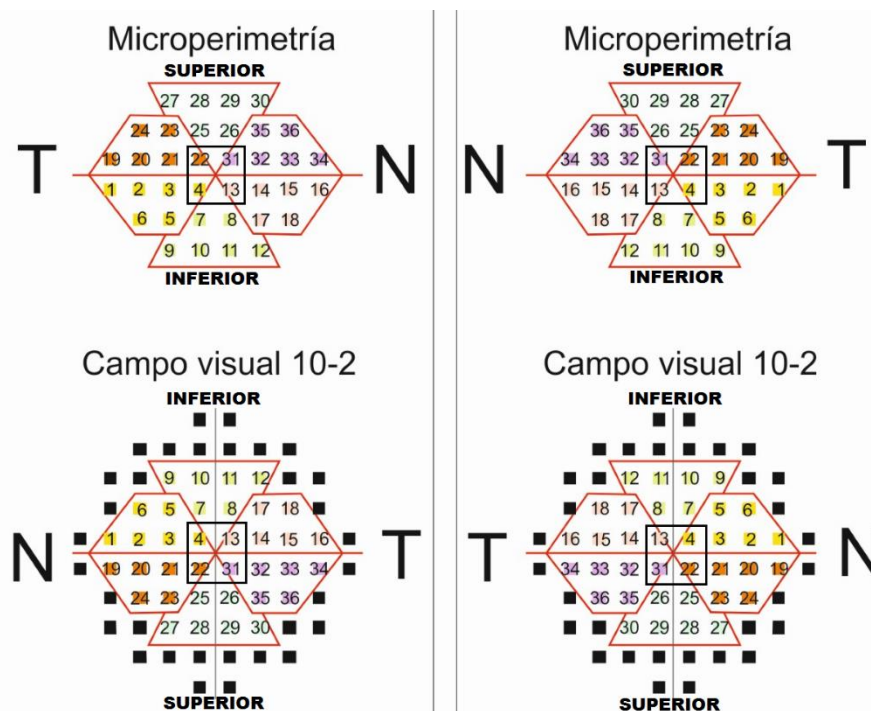 Microperimetría
SUPERIOR
27 28 29 30
24 23 25 26 35 36
T 19 20 21 22 31 32 33 34 N
1 2 3 4 13 14 15 16
6 5 7 8 17 18
9 10 11 12
INFERIOR
Campo visual 10-2
INFERIOR
9 10 11 12
6 5 7 8 17 18
N 1 2 3 4 13 14 15 16 T
19 20 21 22 31 32 33 34
24 23 25 26 35 36
27 28 29 30
SUPERIOR
Microperimetría
SUPERIOR
30 29 28 27
36 35 26 25 23 24
N 34 33 32 31 22 21 20 19 T
16 15 14 13 4 3 2 1
18 17 8 7 5 6
12 11 10 9
INFERIOR
Campo visual 10-2
INFERIOR
12 11 10 9
18 17 8 7 5 6
T 16 15 14 13 4 3 2 1 N
34 33 32 31 22 21 20 19
36 35 26 25 23 24
30 29 28 27
SUPERIOR